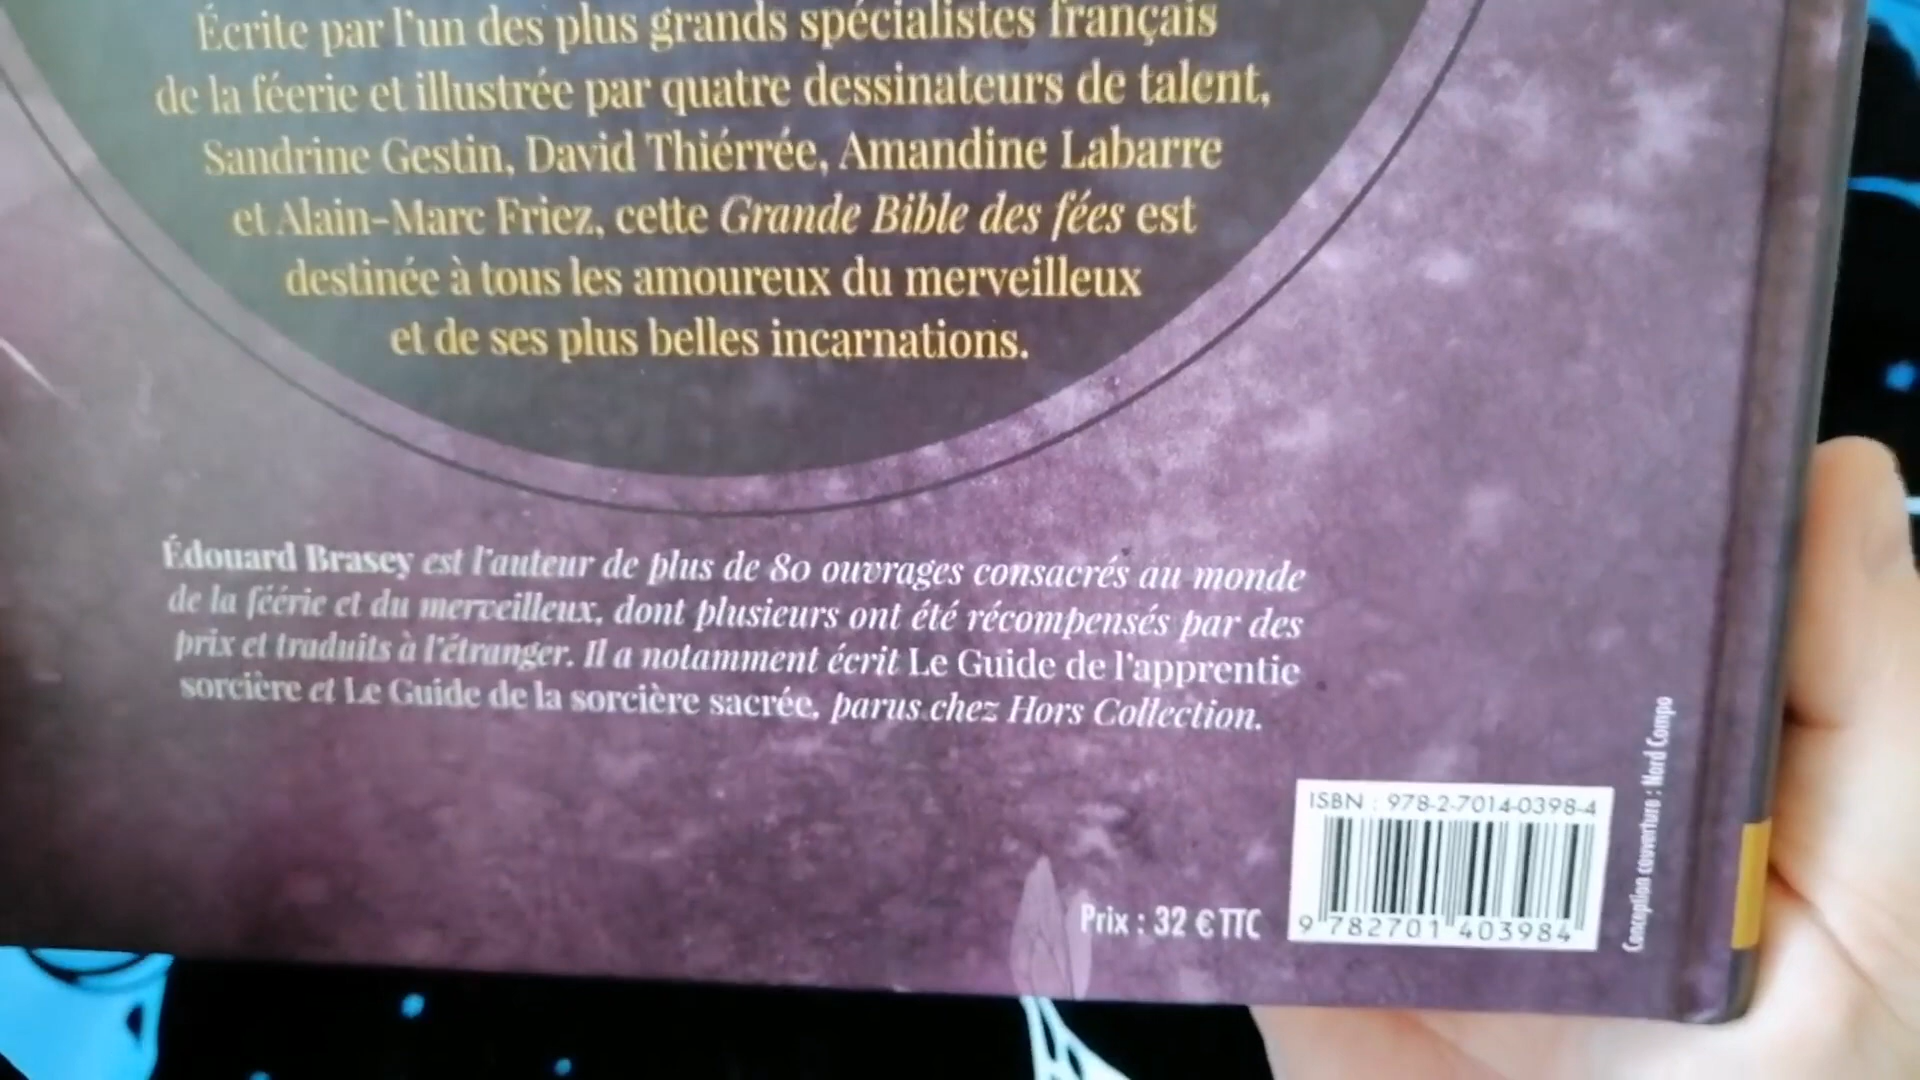 Écrite par l'un des plus grands spécialistes français
de la féerie et illustrée par quatre dessinateurs de talent,
Sandrine Gestin, David Thiérrée, Amandine Labarre
et Alain-Marc Friez, cette Grande Bible des fées est
destinée à tous les amoureux du merveilleux
et de ses plus belles incarnations.
Édouard Brasey est l'auteur de plus de 80 ouvrages consacrés au monde
de la féérie et du merveilleux, dont plusieurs ont été récompensés par des
prix et traduits à l'étranger. Il a notamment écrit Le Guide de l'apprentie
sorcière et Le Guide de la sorcière sacrée, parus chez Hors Collection.
ISBN : 978-2-7014-0398-4
9 782701 403984
Prix : 32 € TTC
Conception couverture : Nord Compo